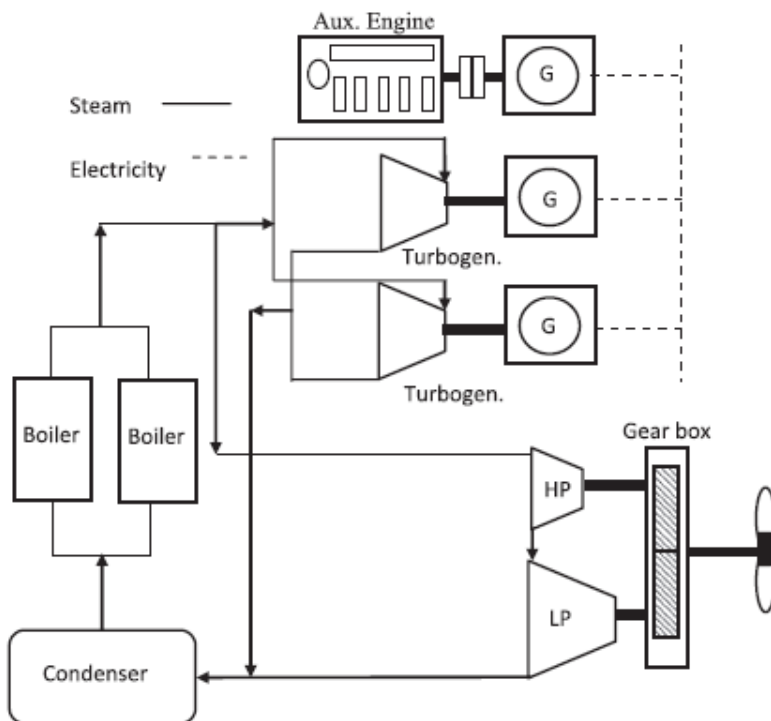 Aux. Engine
G
Steam
Electricity
G
Turbogen.
G
Turbogen.
Boiler
Boiler
Gear box
HP
LP
Condenser